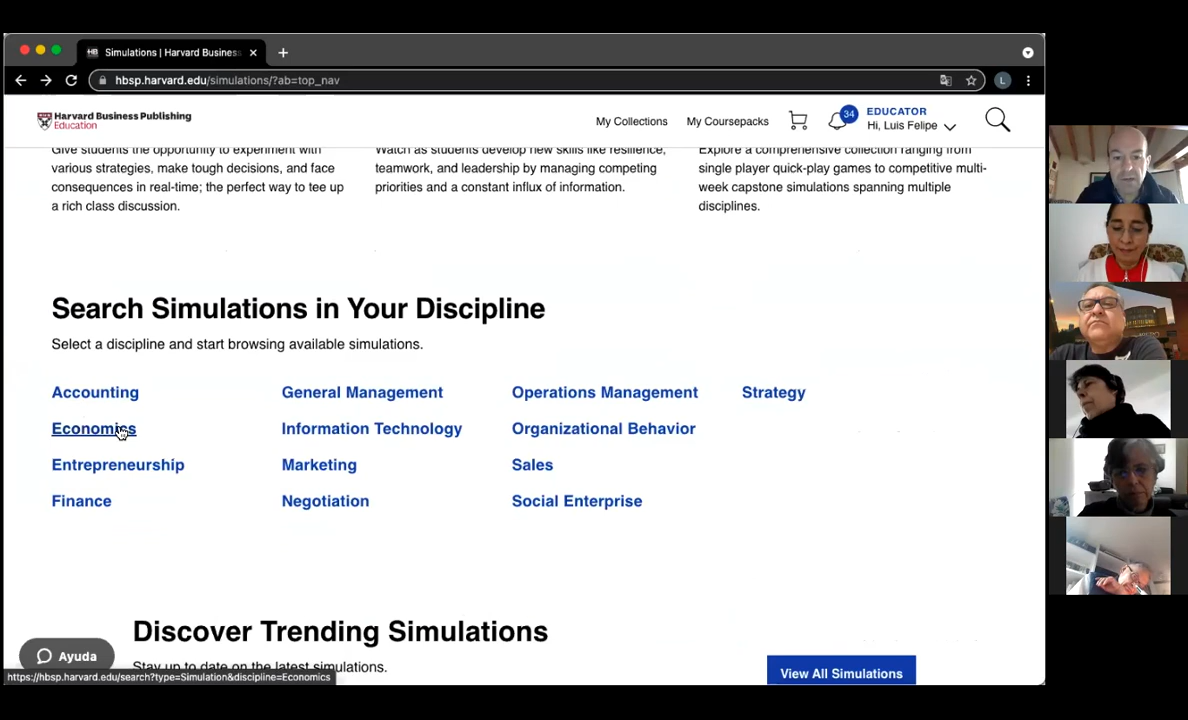 Simulations | Harvard Business
hbsp.harvard.edu/simulations/?ab=top_nav
L
Harvard Business Publishing
Education
My Collections
My Coursepacks
34
EDUCATOR
Hi, Luis Felipe
Give students the opportunity to experiment with
various strategies, make tough decisions, and face
consequences in real-time; the perfect way to tee up
a rich class discussion.
Watch as students develop new skills like resilience,
teamwork, and leadership by managing competing
priorities and a constant influx of information.
Explore a comprehensive collection ranging from
single player quick-play games to competitive multi-
week capstone simulations spanning multiple
disciplines.
Search Simulations in Your Discipline
Select a discipline and start browsing available simulations.
Accounting
Economics
Entrepreneurship
Finance
General Management
Information Technology
Marketing
Negotiation
Operations Management
Organizational Behavior
Sales
Social Enterprise
Strategy
Discover Trending Simulations
Stay up to date on the latest simulations.
View All Simulations
Ayuda
https://hbsp.harvard.edu/search?type=Simulation&discipline=Economics